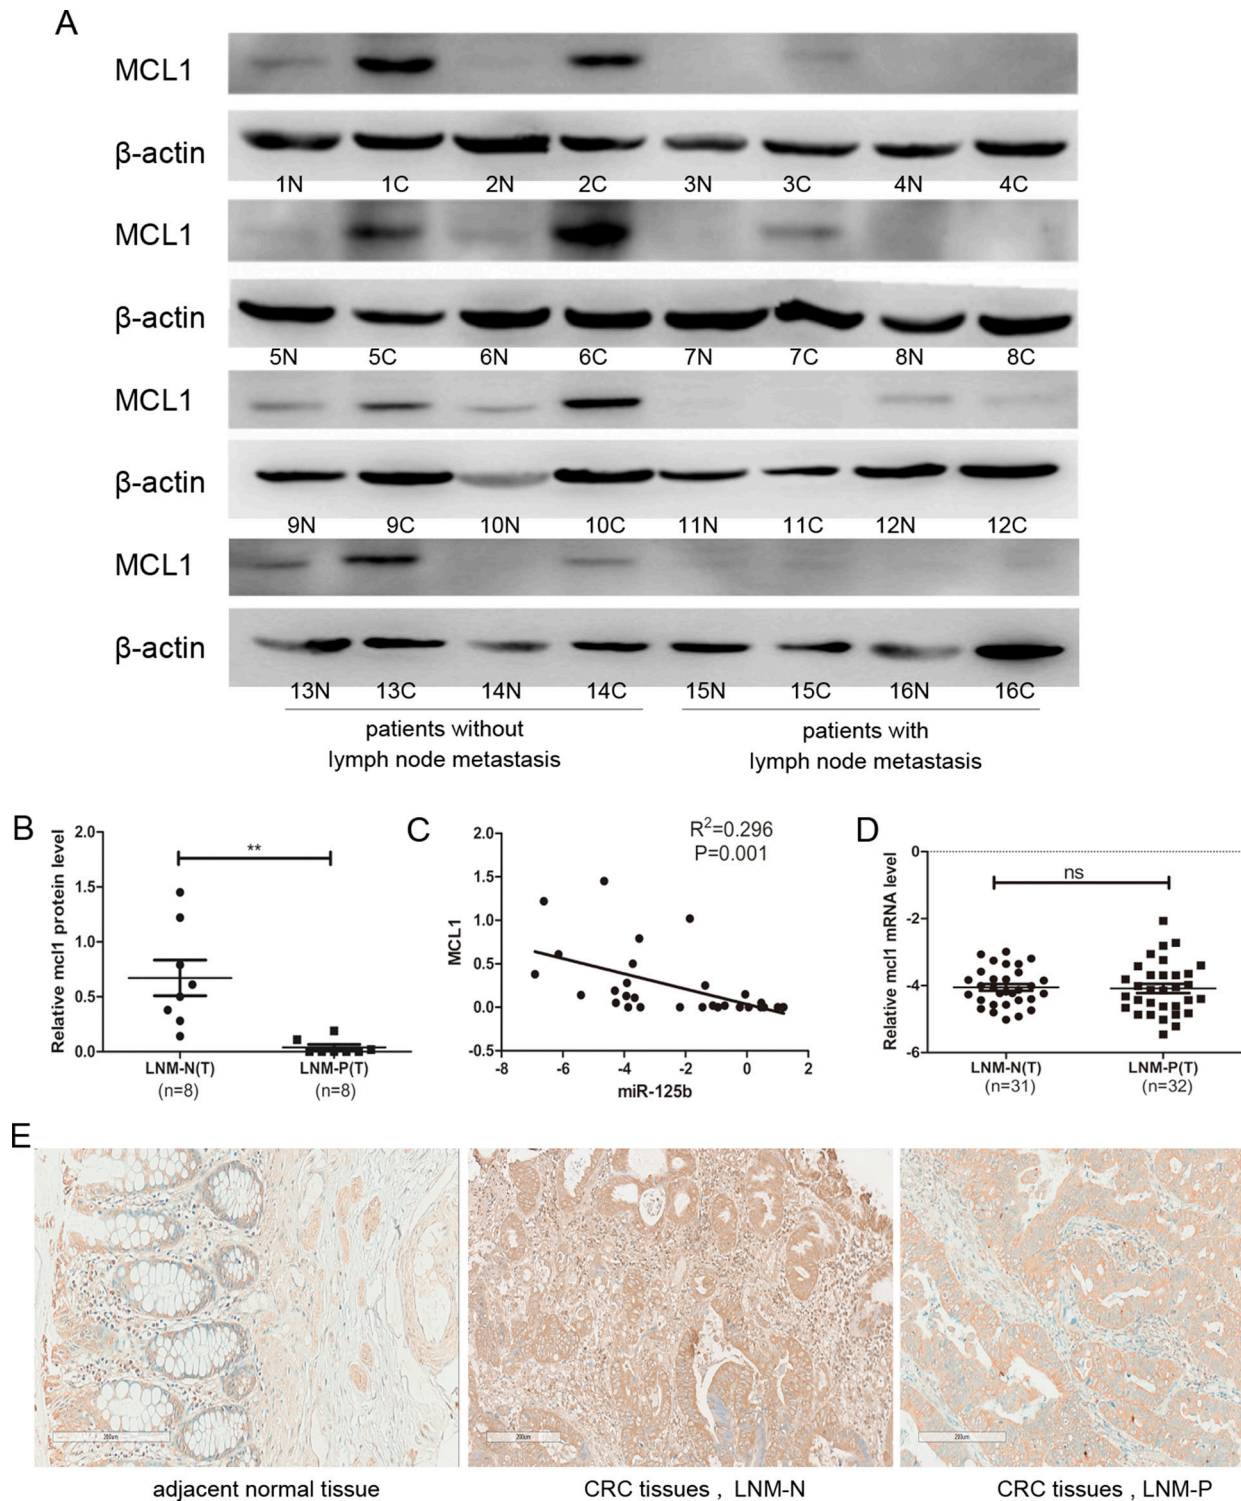 A
MCL1
β-actin
1N 1C 2N 2C 3N 3C 4N 4C
MCL1
β-actin
5N 5C 6N 6C 7N 7C 8N 8C
MCL1
β-actin
9N 9C 10N 10C 11N 11C 12N 12C
MCL1
β-actin
13N 13C 14N 14C 15N 15C 16N 16C
patients without
lymph node metastasis
patients with
lymph node metastasis
B
Relative mcl1 protein level
2.0
1.5
1.0
0.5
0.0
**
LNM-N(T) LNM-P(T)
(n=8) (n=8)
C
R²=0.296
P=0.001
MCL1
2.0
1.5
1.0
0.5
0.0
-0.5
-8 -6 -4 -2 0 2
miR-125b
D
Relative mcl1 mRNA level
0
-2
-4
-6
ns
LNM-N(T) LNM-P(T)
(n=31) (n=32)
E
200um
200um
200um
adjacent normal tissue
CRC tissues , LNM-N
CRC tissues , LNM-P